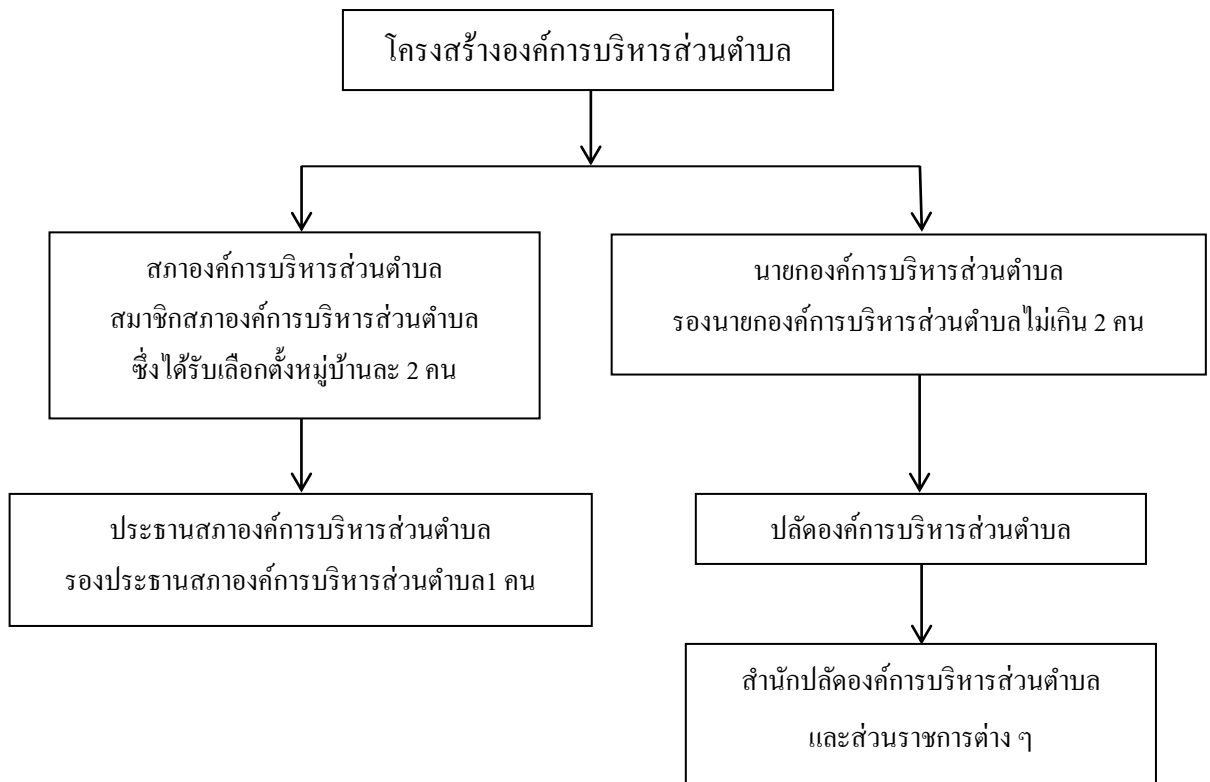 โครงสร้างองค์การบริหารส่วนตำบล
สภาองค์การบริหารส่วนตำบล
สมาชิกสภาองค์การบริหารส่วนตำบล
ซึ่งได้รับเลือกตั้งหมู่บ้านละ 2 คน
นายกองค์การบริหารส่วนตำบล
รองนายกองค์การบริหารส่วนตำบลไม่เกิน 2 คน
ประธานสภาองค์การบริหารส่วนตำบล
รองประธานสภาองค์การบริหารส่วนตำบล1 คน
ปลัดองค์การบริหารส่วนตำบล
สำนักปลัดองค์การบริหารส่วนตำบล
และส่วนราชการต่าง ๆ